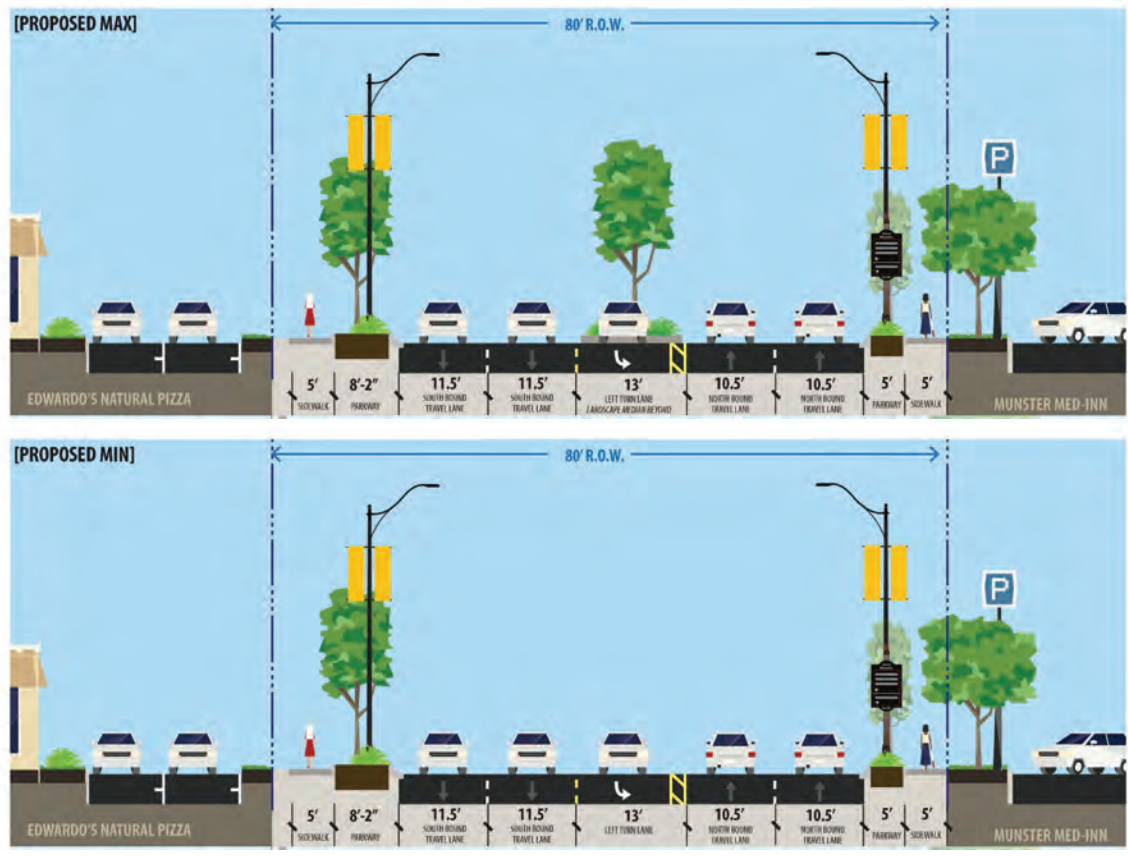 [PROPOSED MAX]
80' R.O.W.
P
5'
SIDEWALK
8'-2"
PARKWAY
11.5'
SOUTH BOUND
TRAVEL LANE
11.5'
SOUTH BOUND
TRAVEL LANE
13'
LEFT TURN LANE
LANDSCAPE MEDIAN BEYOND
10.5'
NORTH BOUND
TRAVEL LANE
10.5'
NORTH BOUND
TRAVEL LANE
5'
PARKWAY
5'
SIDEWALK
EDWARDO'S NATURAL PIZZA
MUNSTER MED-INN
[PROPOSED MIN]
80' R.O.W.
P
5'
SIDEWALK
8'-2"
PARKWAY
11.5'
SOUTH BOUND
TRAVEL LANE
11.5'
SOUTH BOUND
TRAVEL LANE
13'
LEFT TURN LANE
10.5'
NORTH BOUND
TRAVEL LANE
10.5'
NORTH BOUND
TRAVEL LANE
5'
PARKWAY
5'
SIDEWALK
EDWARDO'S NATURAL PIZZA
MUNSTER MED-INN